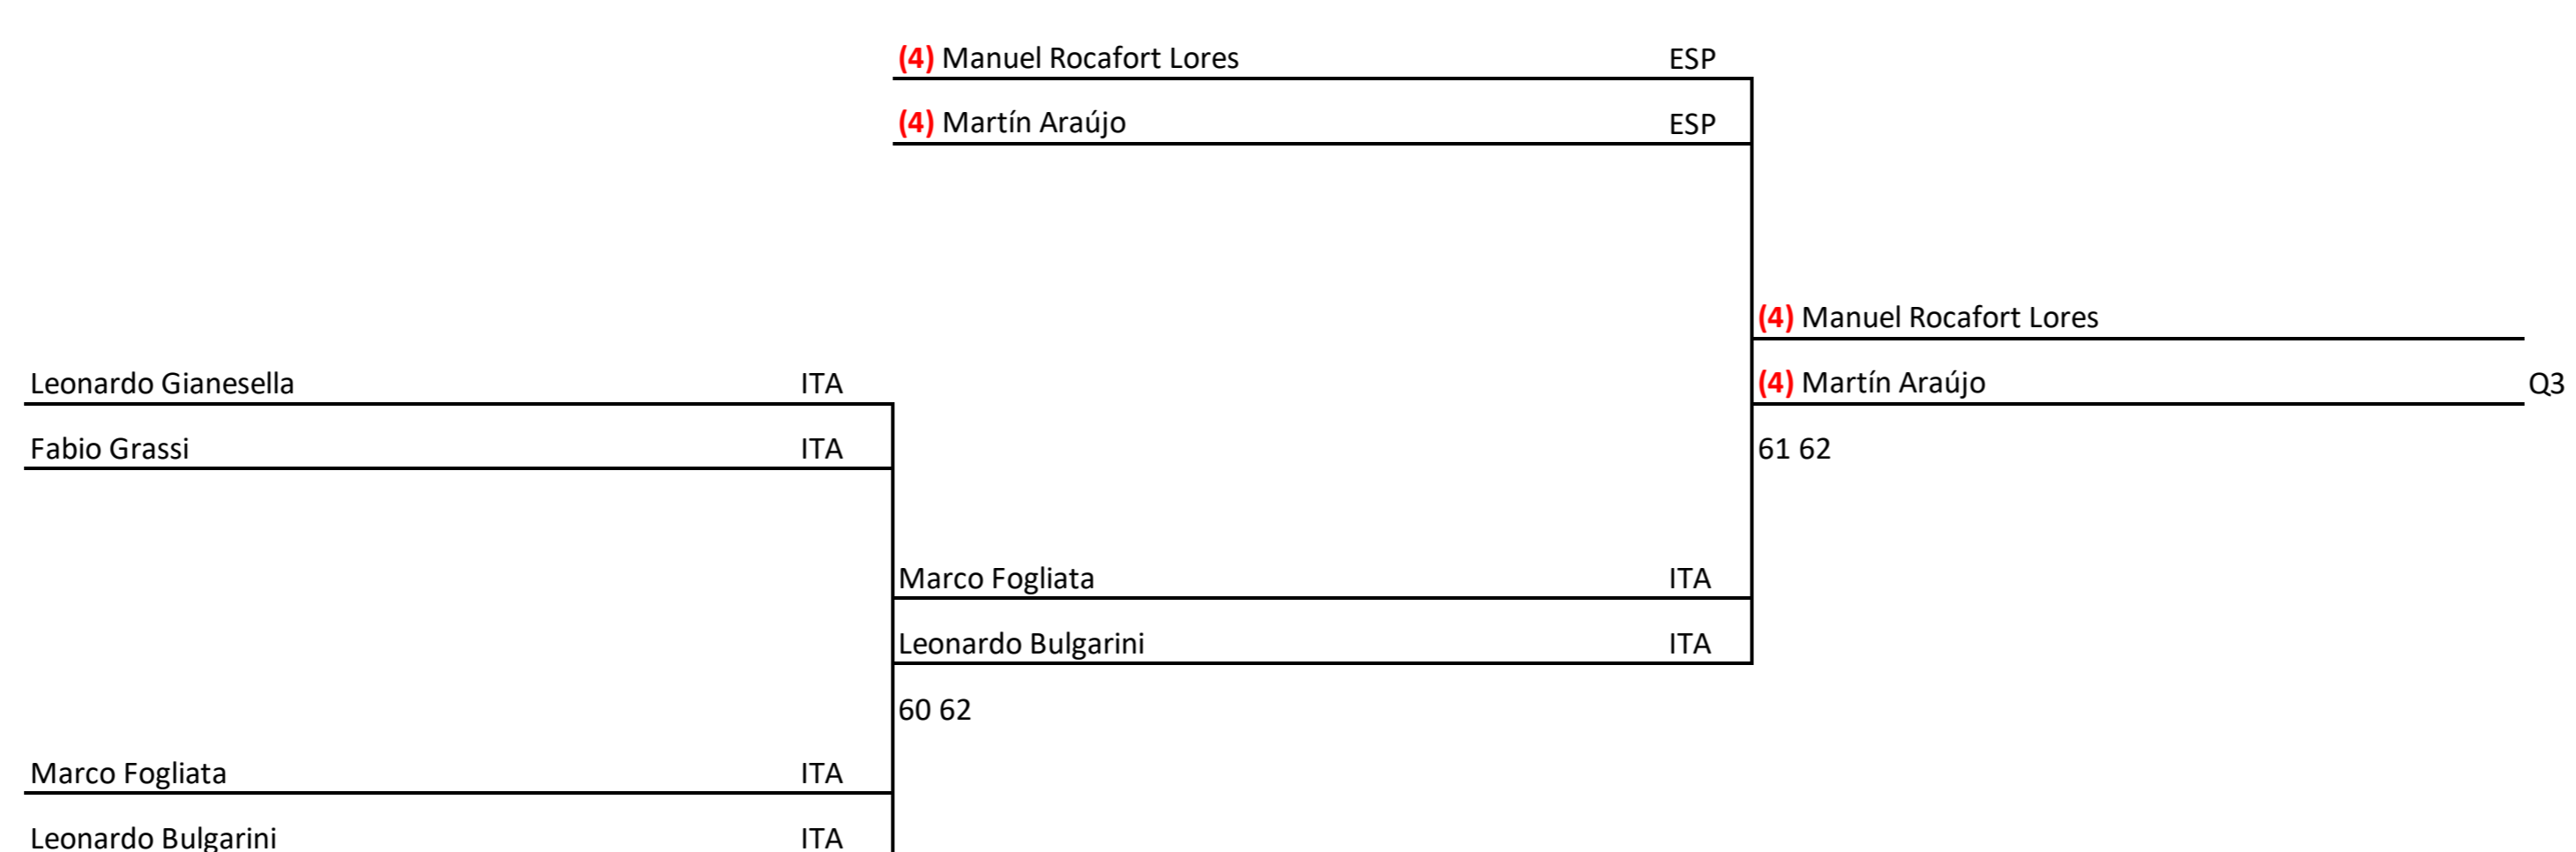 (4) Manuel Rocafort Lores ESP
(4) Martín Araújo ESP
(4) Manuel Rocafort Lores
Leonardo Gianesella ITA (4) Martín Araújo Q3
Fabio Grassi ITA 61 62
Marco Fogliata ITA
Leonardo Bulgarini ITA
60 62
Marco Fogliata ITA
Leonardo Bulgarini ITA